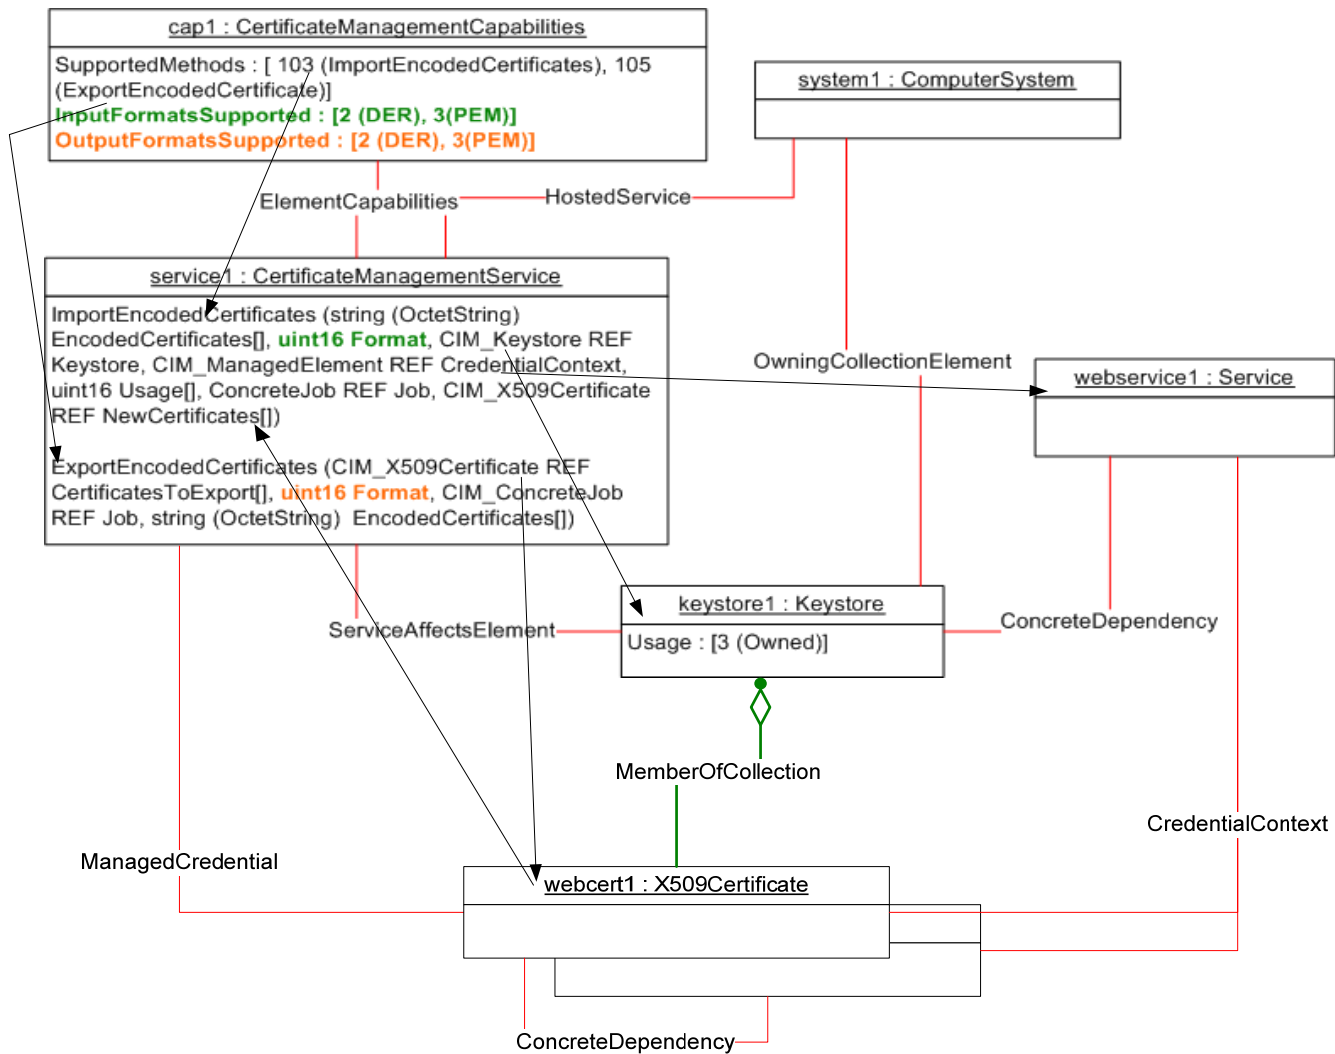 cap1 : CertificateManagementCapabilities
SupportedMethods : [ 103 (ImportEncodedCertificates), 105
(ExportEncodedCertificate)]
InputFormatsSupported : [2 (DER), 3(PEM)]
OutputFormatsSupported : [2 (DER), 3(PEM)]
system1 : ComputerSystem
ElementCapabilities
HostedService
service1 : CertificateManagementService
ImportEncodedCertificates (string (OctetString)
EncodedCertificates[], uint16 Format, CIM_Keystore REF
Keystore, CIM_ManagedElement REF CredentialContext,
uint16 Usage[], ConcreteJob REF Job, CIM_X509Certificate
REF NewCertificates[])
ExportEncodedCertificates (CIM_X509Certificate REF
CertificatesToExport[], uint16 Format, CIM_ConcreteJob
REF Job, string (OctetString)  EncodedCertificates[])
OwningCollectionElement
webservice1 : Service
keystore1 : Keystore
Usage : [3 (Owned)]
ServiceAffectsElement
ConcreteDependency
MemberOfCollection
CredentialContext
ManagedCredential
webcert1 : X509Certificate
ConcreteDependency